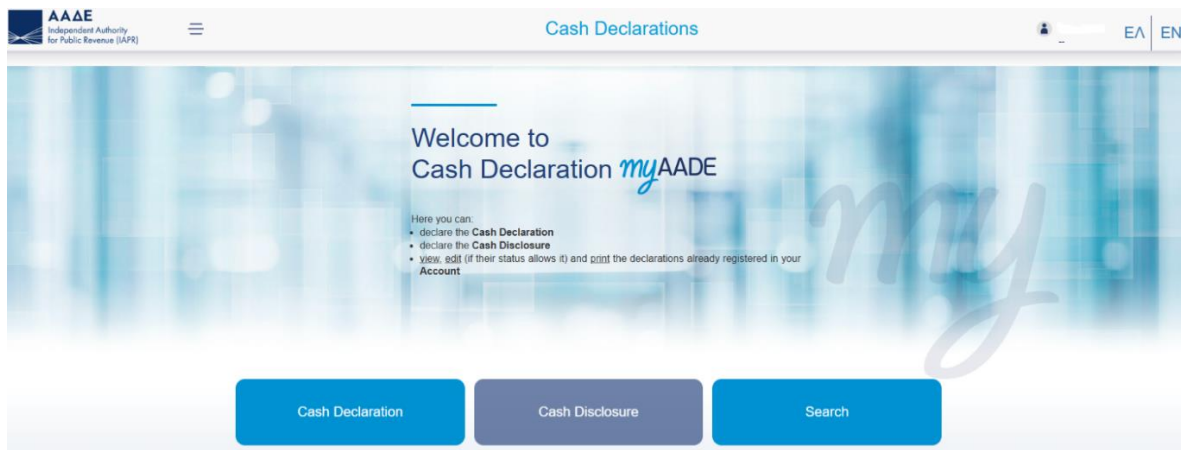 ΑΑΔΕ
Independent Authority
for Public Revenue (IAPR)
Cash Declarations
ΕΛ EN
Welcome to
Cash Declaration myAADE
my
Here you can:
• declare the Cash Declaration
• declare the Cash Disclosure
• view, edit (if their status allows it) and print the declarations already registered in your
Account
Cash Declaration
Cash Disclosure
Search